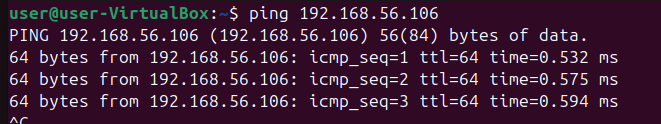 user@user-VirtualBox:~$ ping 192.168.56.106
PING 192.168.56.106 (192.168.56.106) 56(84) bytes of data.
64 bytes from 192.168.56.106: icmp_seq=1 ttl=64 time=0.532 ms
64 bytes from 192.168.56.106: icmp_seq=2 ttl=64 time=0.575 ms
64 bytes from 192.168.56.106: icmp_seq=3 ttl=64 time=0.594 ms
^C